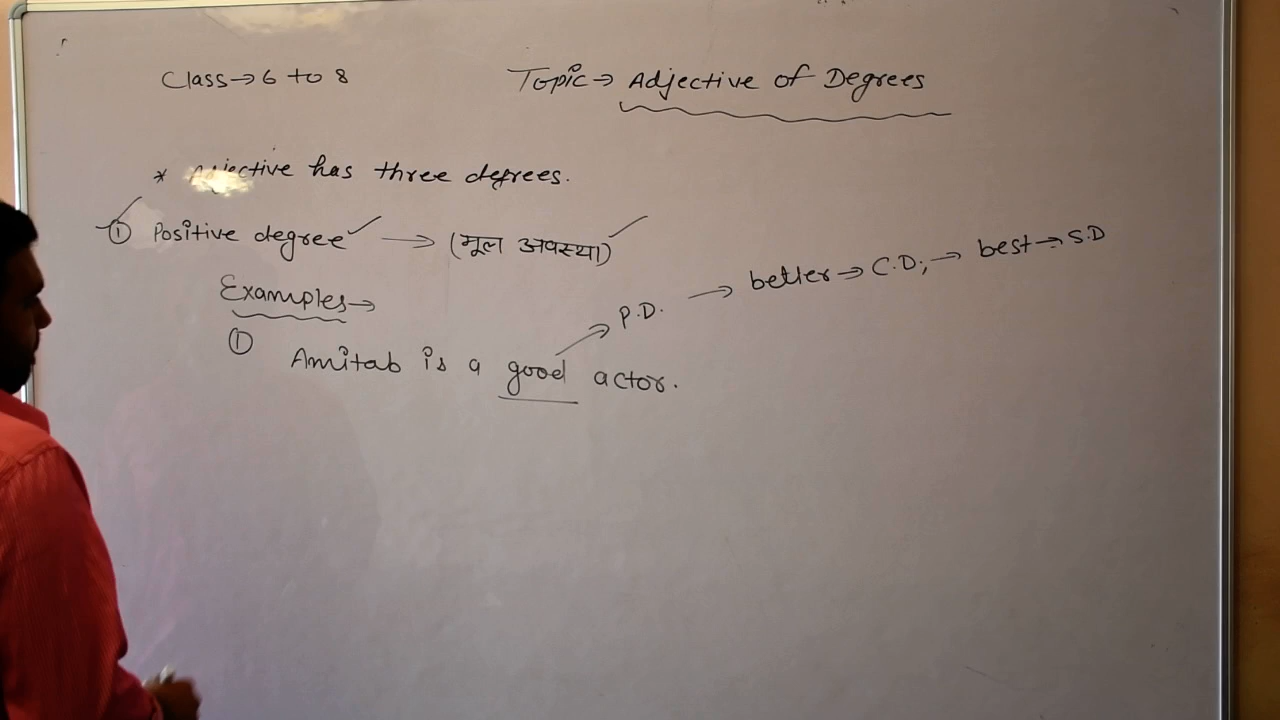 Class→6 to 8
Topic→ Adjective of Degrees
* Adjective has three degrees.
① Positive degree ✓ → (मूल अवस्था)
Examples→
① Amitab is a good actor.
P.D. → better → C.D; → best → S.D